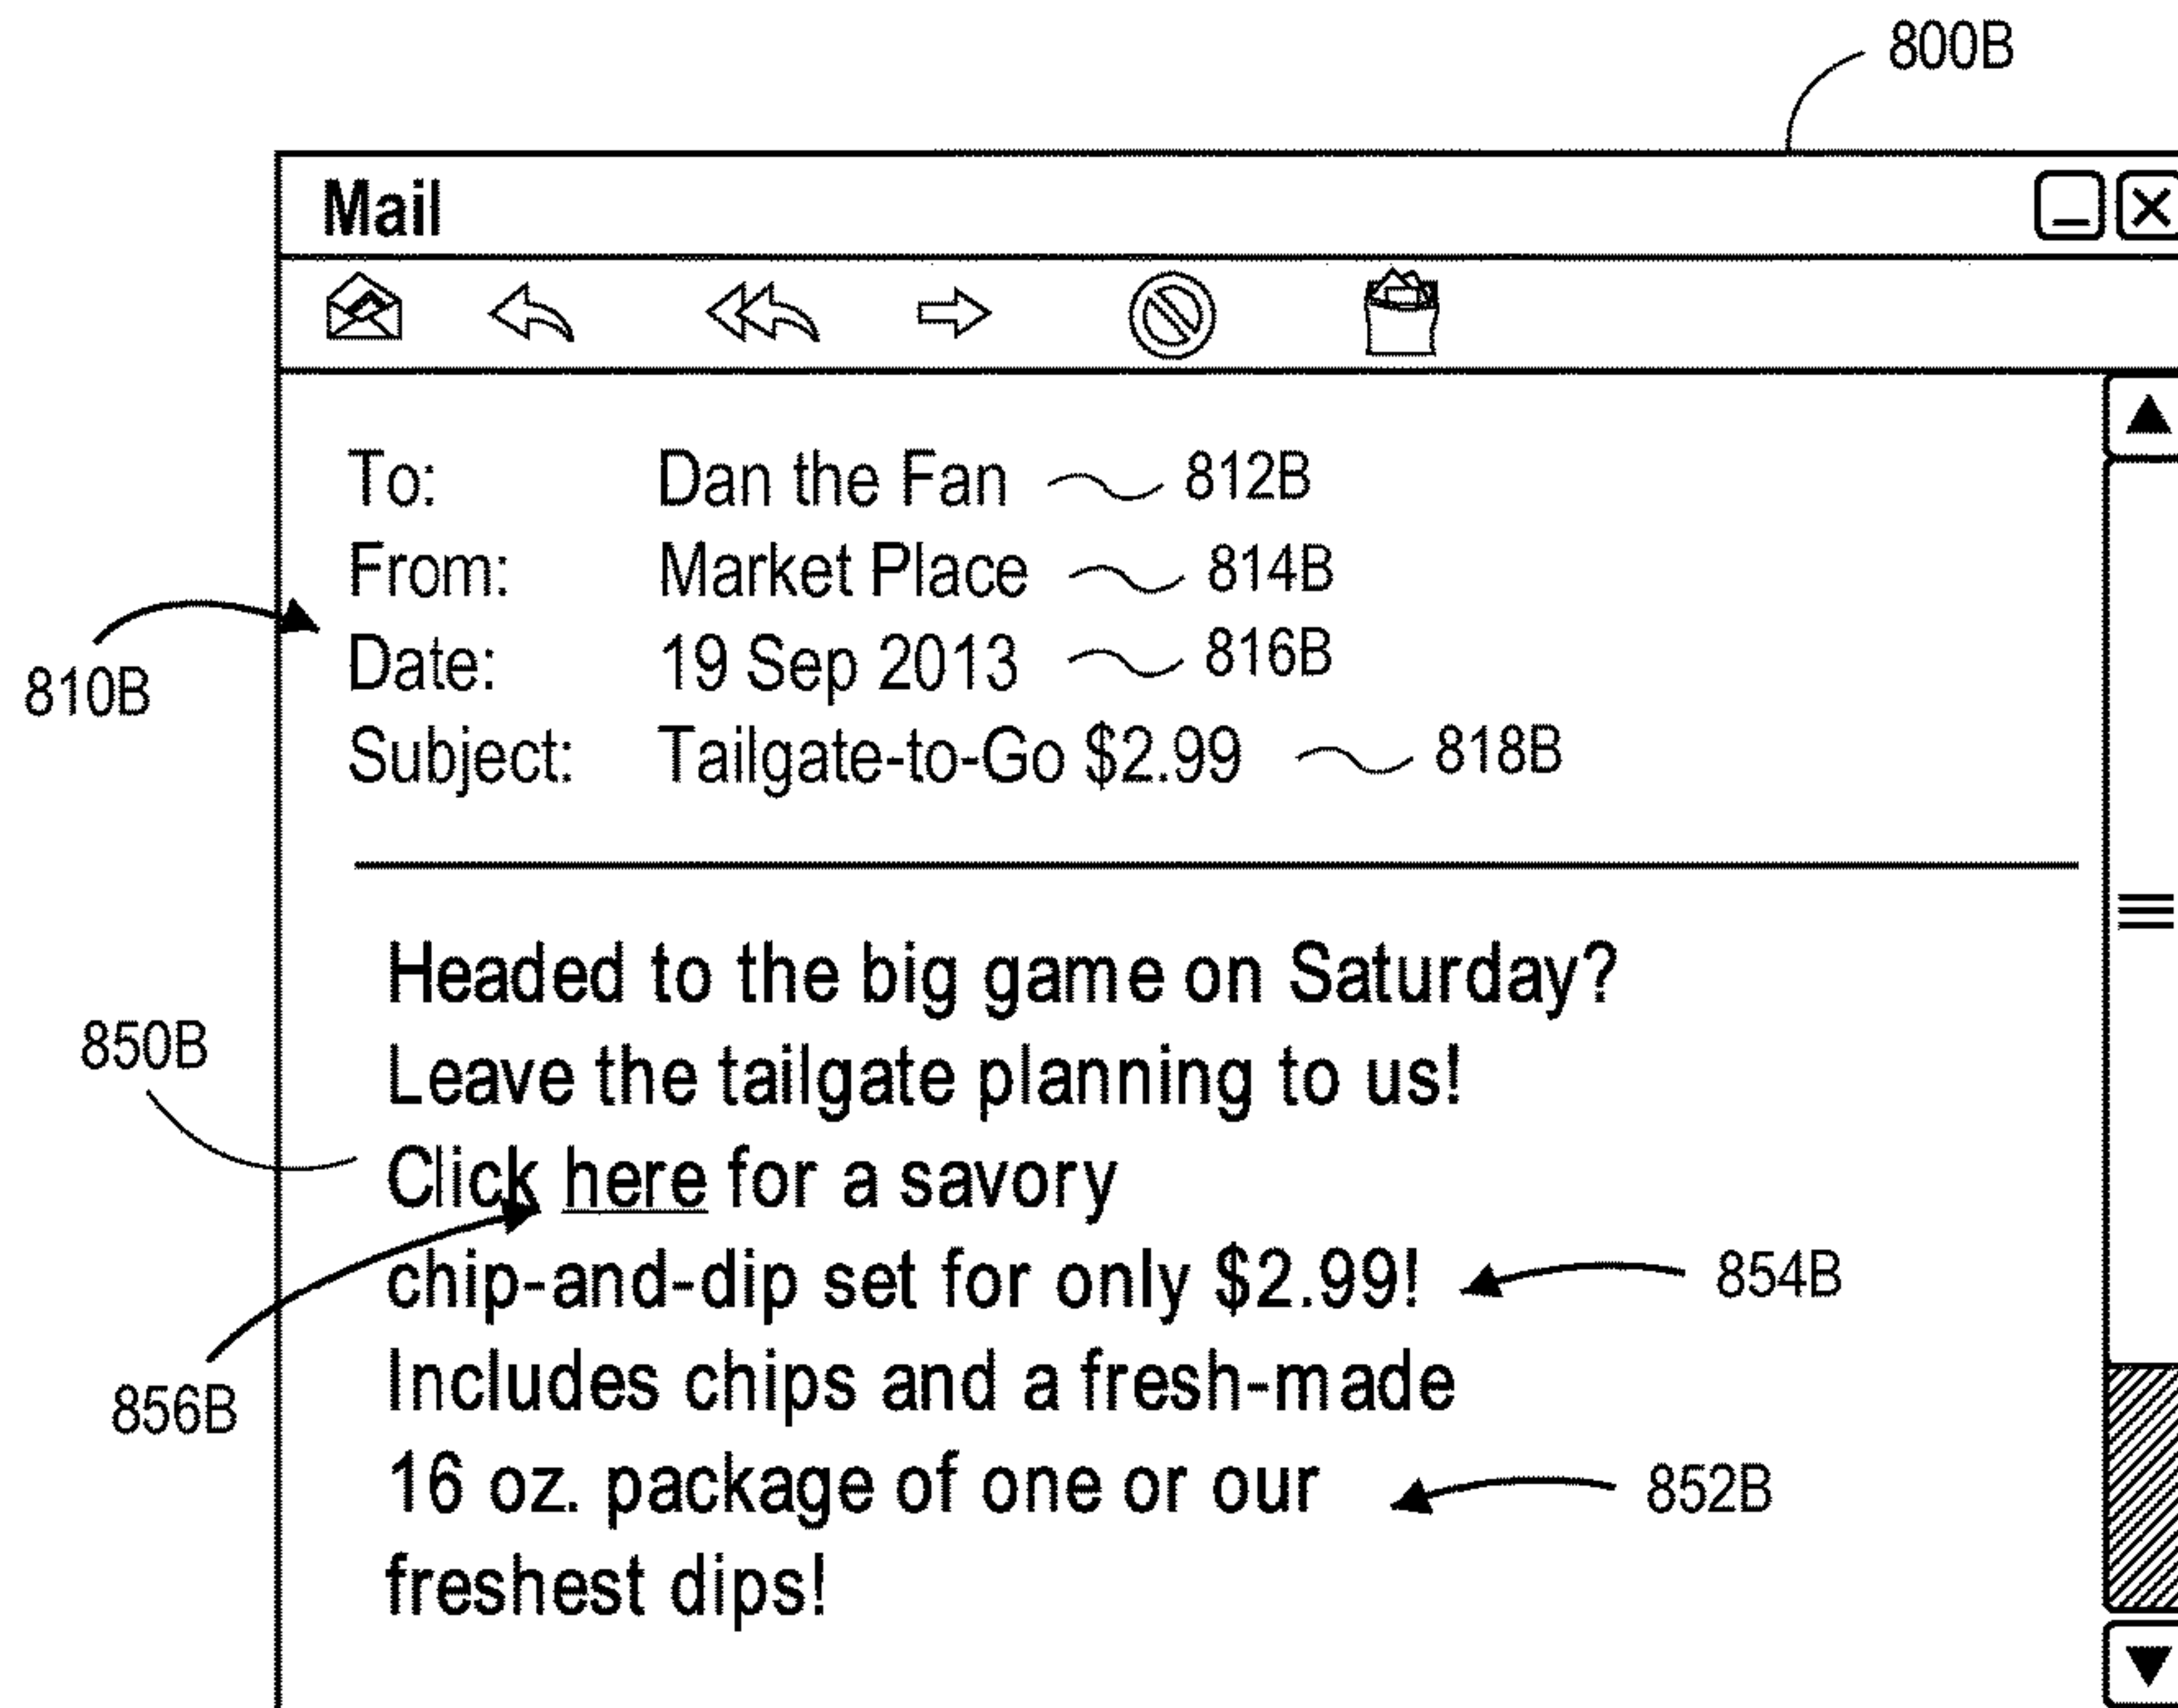 800B
Mail
To: Dan the Fan 812B
From: Market Place 814B
810B
Date: 19 Sep 2013 816B
Subject: Tailgate-to-Go $2.99 818B
Headed to the big game on Saturday?
850B
Leave the tailgate planning to us!
Click here for a savory
chip-and-dip set for only $2.99! 854B
Includes chips and a fresh-made
856B
16 oz. package of one or our 852B
freshest dips!